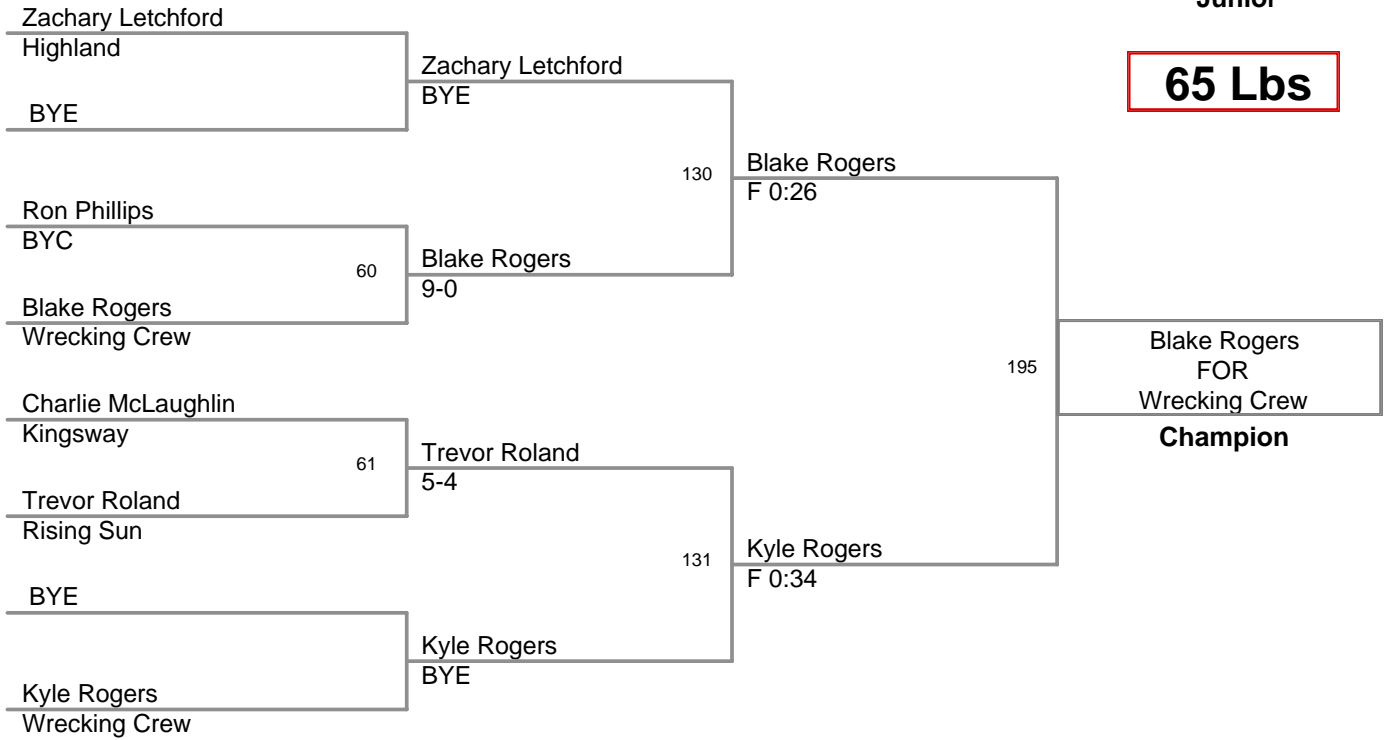 Junior
65 Lbs
Zachary Letchford
Highland
BYE
Ron Phillips
BYC
60
Blake Rogers
Wrecking Crew
Charlie McLaughlin
Kingsway
61
Trevor Roland
Rising Sun
BYE
Kyle Rogers
Wrecking Crew
Zachary Letchford
BYE
130
Blake Rogers
9-0
Trevor Roland
5-4
131
Kyle Rogers
BYE
Blake Rogers
F 0:26
195
Kyle Rogers
F 0:34
Blake Rogers
FOR
Wrecking Crew
Champion